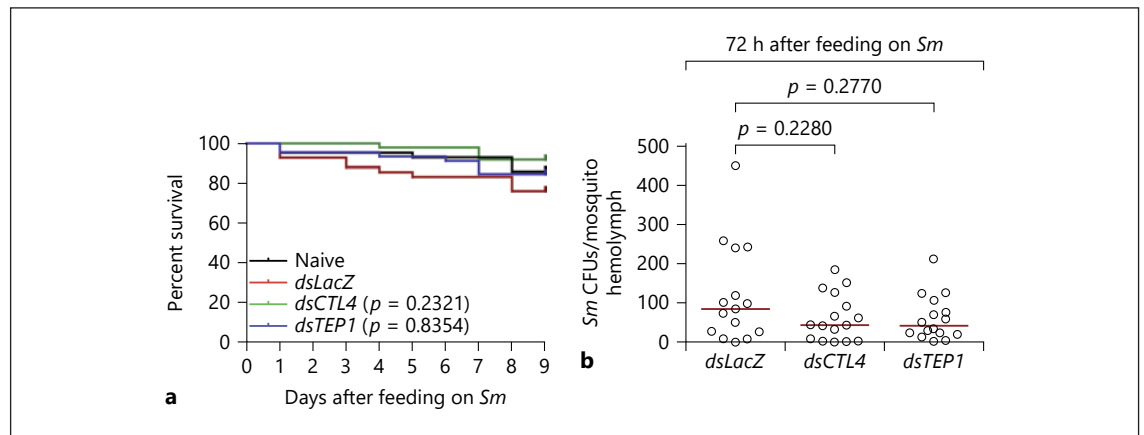 100
80
60
40
20
0
Percent survival
Naive
dsLacZ
dsCTL4 (p = 0.2321)
dsTEP1 (p = 0.8354)
0 1 2 3 4 5 6 7 8 9
Days after feeding on Sm
a
72 h after feeding on Sm
p = 0.2770
p = 0.2280
500
400
300
200
100
0
Sm CFUs/mosquito
hemolymph
dsLacZ dsCTL4 dsTEP1
b